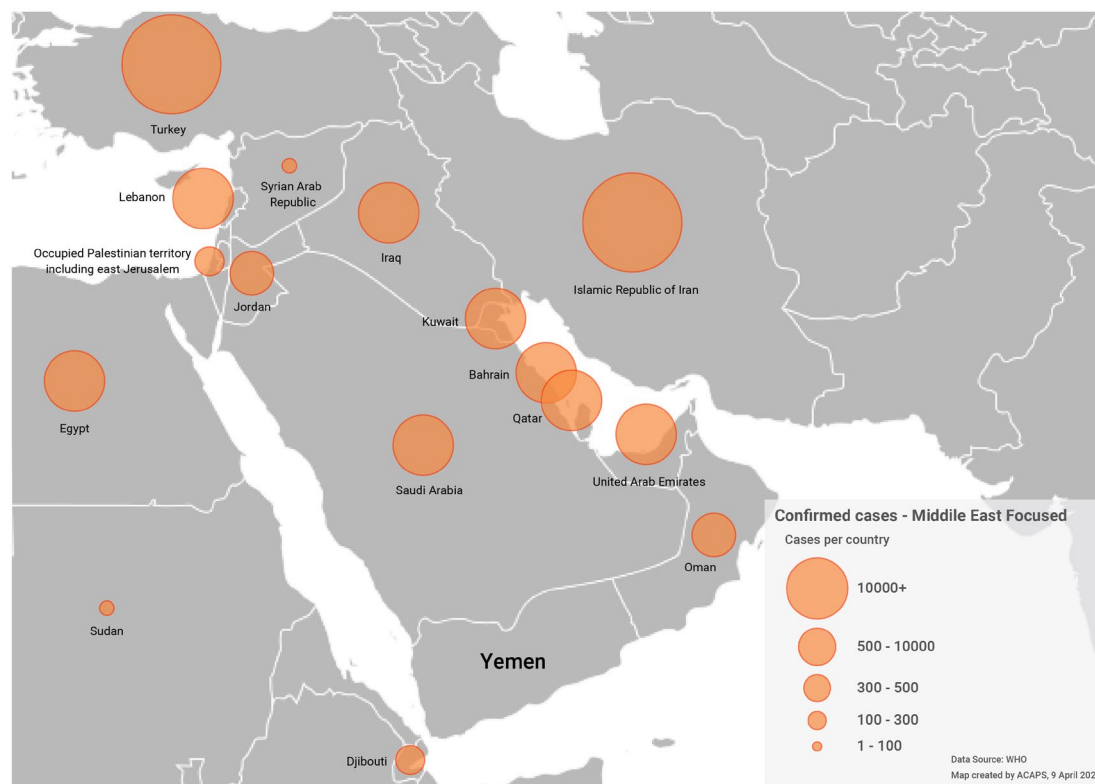 Turkey
Lebanon
Syrian Arab
Republic
Iraq
Occupied Palestinian territory
including east Jerusalem
Jordan
Islamic Republic of Iran
Kuwait
Bahrain
Qatar
Egypt
Saudi Arabia
United Arab Emirates
Oman
Sudan
Yemen
Djibouti
Confirmed cases - Middle East Focused
Cases per country
10000+
500 - 10000
300 - 500
100 - 300
1 - 100
Data Source: WHO
Map created by ACAPS, 9 April 202